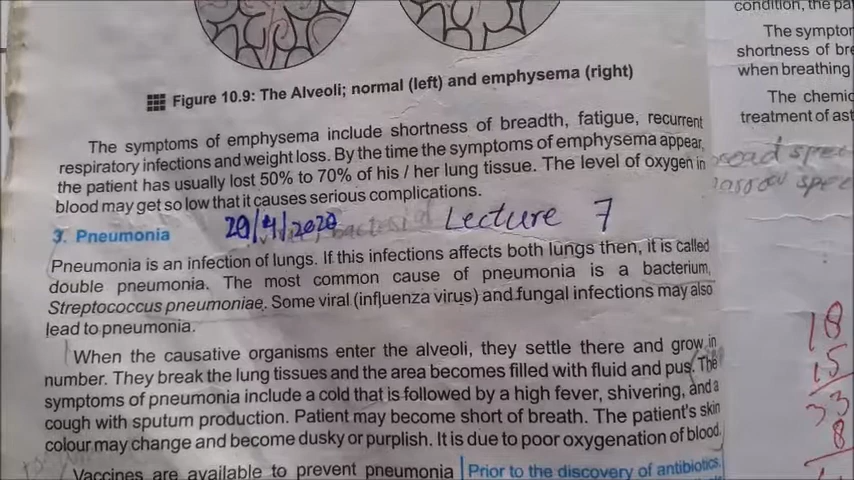 condition, the pa
The symptor
shortness of bre
when breathing
The chemic
treatment of ast
Figure 10.9: The Alveoli; normal (left) and emphysema (right)
The symptoms of emphysema include shortness of breadth, fatigue, recurrent
respiratory infections and weight loss. By the time the symptoms of emphysema appear,
the patient has usually lost 50% to 70% of his / her lung tissue. The level of oxygen in
blood may get so low that it causes serious complications.
3. Pneumonia 29/4/2020 Lecture 7
Pneumonia is an infection of lungs. If this infections affects both lungs then, it is called
double pneumonia. The most common cause of pneumonia is a bacterium,
Streptococcus pneumoniae. Some viral (influenza virus) and fungal infections may also
lead to pneumonia.
When the causative organisms enter the alveoli, they settle there and grow in
number. They break the lung tissues and the area becomes filled with fluid and pus. The
symptoms of pneumonia include a cold that is followed by a high fever, shivering, and a
cough with sputum production. Patient may become short of breath. The patient's skin
colour may change and become dusky or purplish. It is due to poor oxygenation of blood.
Vaccines are available to prevent pneumonia
Prior to the discovery of antibiotics,
18
15
33
8